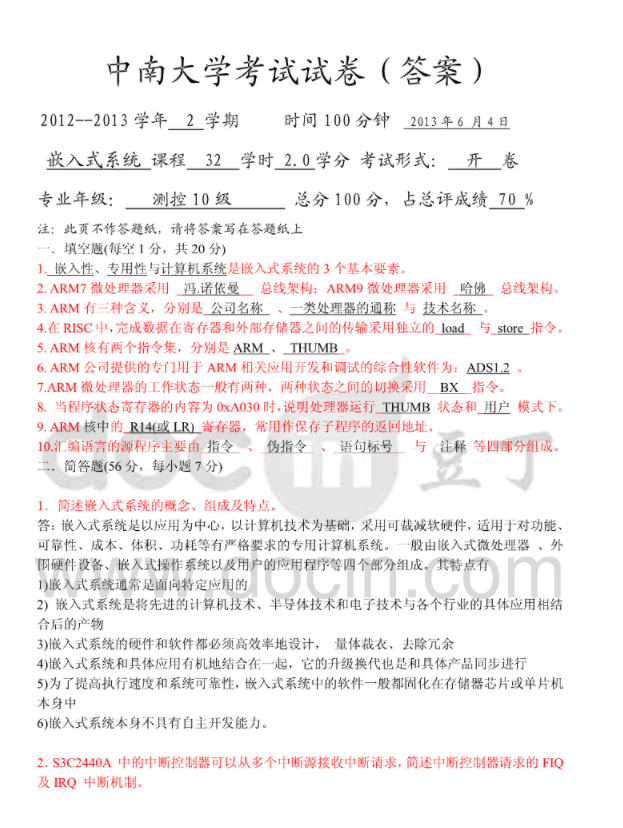 中南大学考试试卷（答案）
2012--2013 学年 2 学期 时间 100 分钟 2013 年 6 月 4 日
嵌入式系统 课程 32 学时 2.0 学分 考试形式： 开 卷
专业年级： 测控 10 级 总分 100 分，占总评成绩 70 %
注：此页不作答题纸，请将答案写在答题纸上
一．填空题(每空 1 分，共 20 分)
1. 嵌入性、专用性与计算机系统是嵌入式系统的 3 个基本要素。
2. ARM7 微处理器采用 冯.诺依曼 总线架构；ARM9 微处理器采用 哈佛 总线架构。
3. ARM 有三种含义，分别是 公司名称 、一类处理器的通称 与 技术名称 。
4.在 RISC 中,完成数据在寄存器和外部存储器之间的传输采用独立的 load 与 store 指令。
5. ARM 核有两个指令集，分别是 ARM 、 THUMB 。
6. ARM 公司提供的专门用于 ARM 相关应用开发和调试的综合性软件为：ADS1.2 。
7.ARM 微处理器的工作状态一般有两种，两种状态之间的切换采用 BX 指令。
8. 当程序状态寄存器的内容为 0xA030 时,说明处理器运行 THUMB 状态和 用户 模式下。
9. ARM 核中的 R14(或 LR) 寄存器，常用作保存子程序的返回地址。
10.汇编语言的源程序主要由 指令 、 伪指令 、 语句标号 与 注释 等四部分组成。
二．简答题(56 分，每小题 7 分)
1．简述嵌入式系统的概念、组成及特点。
答：嵌入式系统是以应用为中心，以计算机技术为基础，采用可裁减软硬件，适用于对功能、
可靠性、成本、体积、功耗等有严格要求的专用计算机系统。一般由嵌入式微处理器 、外
围硬件设备、嵌入式操作系统以及用户的应用程序等四个部分组成。其特点有
1)嵌入式系统通常是面向特定应用的
2) 嵌入式系统是将先进的计算机技术、半导体技术和电子技术与各个行业的具体应用相结
合后的产物
3)嵌入式系统的硬件和软件都必须高效率地设计， 量体裁衣、去除冗余
4)嵌入式系统和具体应用有机地结合在一起，它的升级换代也是和具体产品同步进行
5)为了提高执行速度和系统可靠性，嵌入式系统中的软件一般都固化在存储器芯片或单片机
本身中
6)嵌入式系统本身不具有自主开发能力。
2．S3C2440A 中的中断控制器可以从多个中断源接收中断请求，简述中断控制器请求的 FIQ
及 IRQ 中断机制。
docin 豆丁
www.docin.com